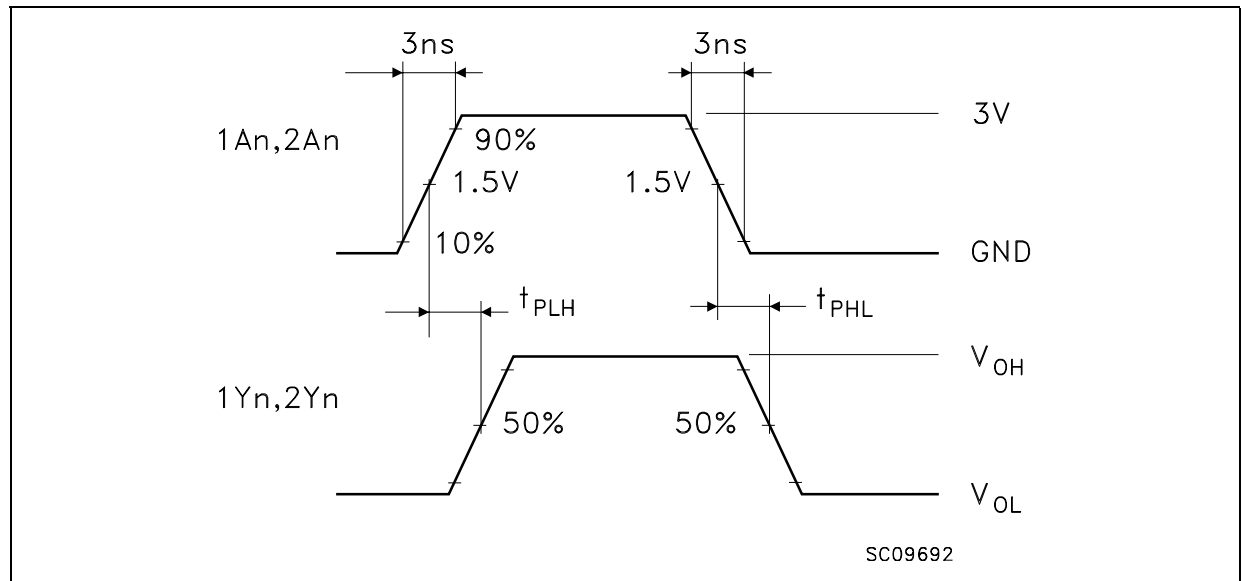 3ns 3ns
3V
1An,2An
90%
1.5V 1.5V
10%
GND
tPLH tPHL
VOH
1Yn,2Yn
50% 50%
VOL
SC09692